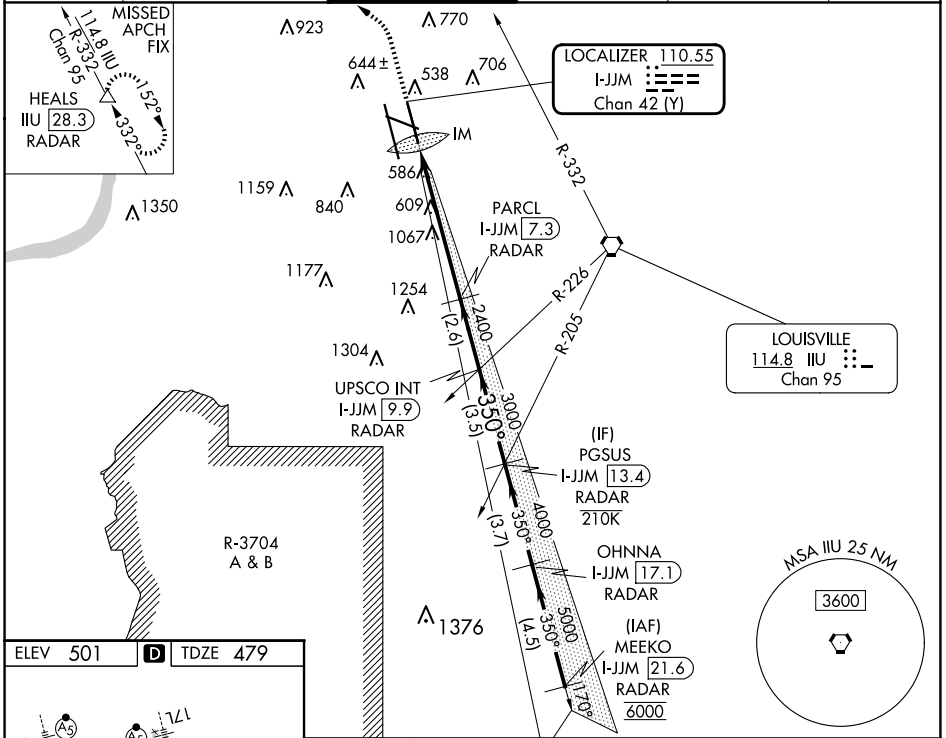 MISSED
APCH
FIX
114.8 IIU
R-332
Chan 95
HEALS
IIU 28.3
RADAR
152°
332°
923
770
644±
538
706
LOCALIZER 110.55
I-JJM
Chan 42 (Y)
IM
R-332
586
1159
840
609
1350
1067
PARCL
I-JJM 7.3
RADAR
1177
1254
2400
(2.6)
R-226
R-205
1304
LOUISVILLE
114.8 IIU
Chan 95
UPSCO INT
I-JJM 9.9
RADAR
350°
3000
(3.5)
(IF)
PGSUS
I-JJM 13.4
RADAR
210K
R-3704
A & B
(3.7)
350°
4000
OHNNA
I-JJM 17.1
RADAR
MSA IIU 25 NM
3600
1376
(4.5)
350°
5000
(IAF)
MEEKO
I-JJM 21.6
RADAR
6000
170°
ELEV 501 D TDZE 479
A5
17L